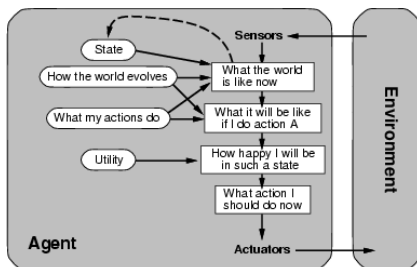 State
Sensors
How the world evolves
What the world
is like now
What my actions do
What it will be like
if I do action A
Utility
How happy I will be
in such a state
What action I
should do now
Agent
Actuators
Environment